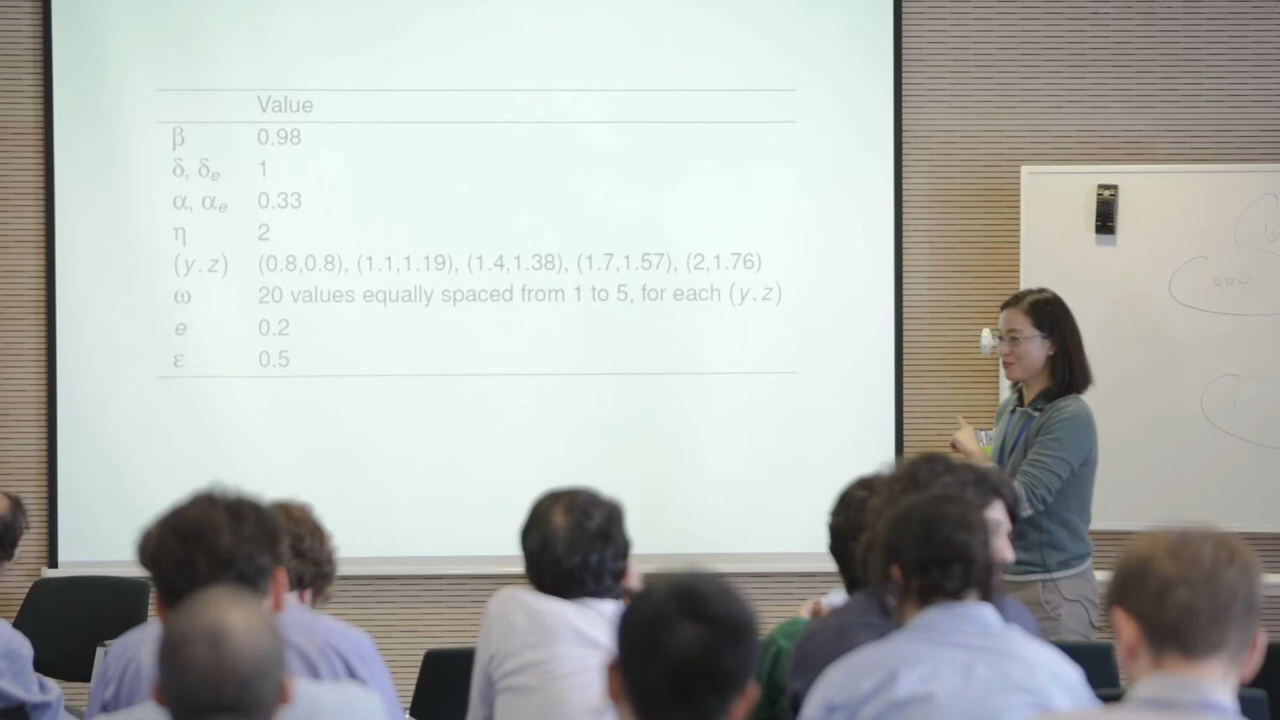 Value
β 0.98
δ, δₑ 1
α, αₑ 0.33
η 2
(y.z) (0.8,0.8), (1.1,1.19), (1.4,1.38), (1.7,1.57), (2,1.76)
ω 20 values equally spaced from 1 to 5, for each (y.z)
e 0.2
ε 0.5